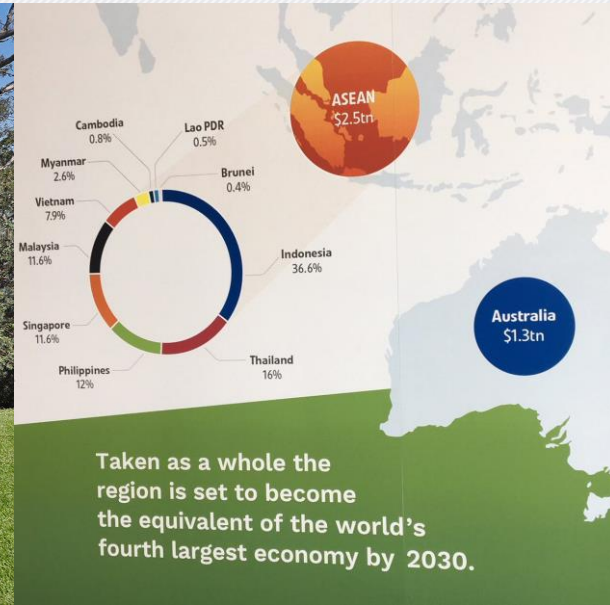 ASEAN
$2.5tn
Cambodia
0.8%
Lao PDR
0.5%
Myanmar
2.6%
Brunei
0.4%
Vietnam
7.9%
Malaysia
11.6%
Indonesia
36.6%
Singapore
11.6%
Thailand
16%
Philippines
12%
Australia
$1.3tn
Taken as a whole the
region is set to become
the equivalent of the world's
fourth largest economy by 2030.